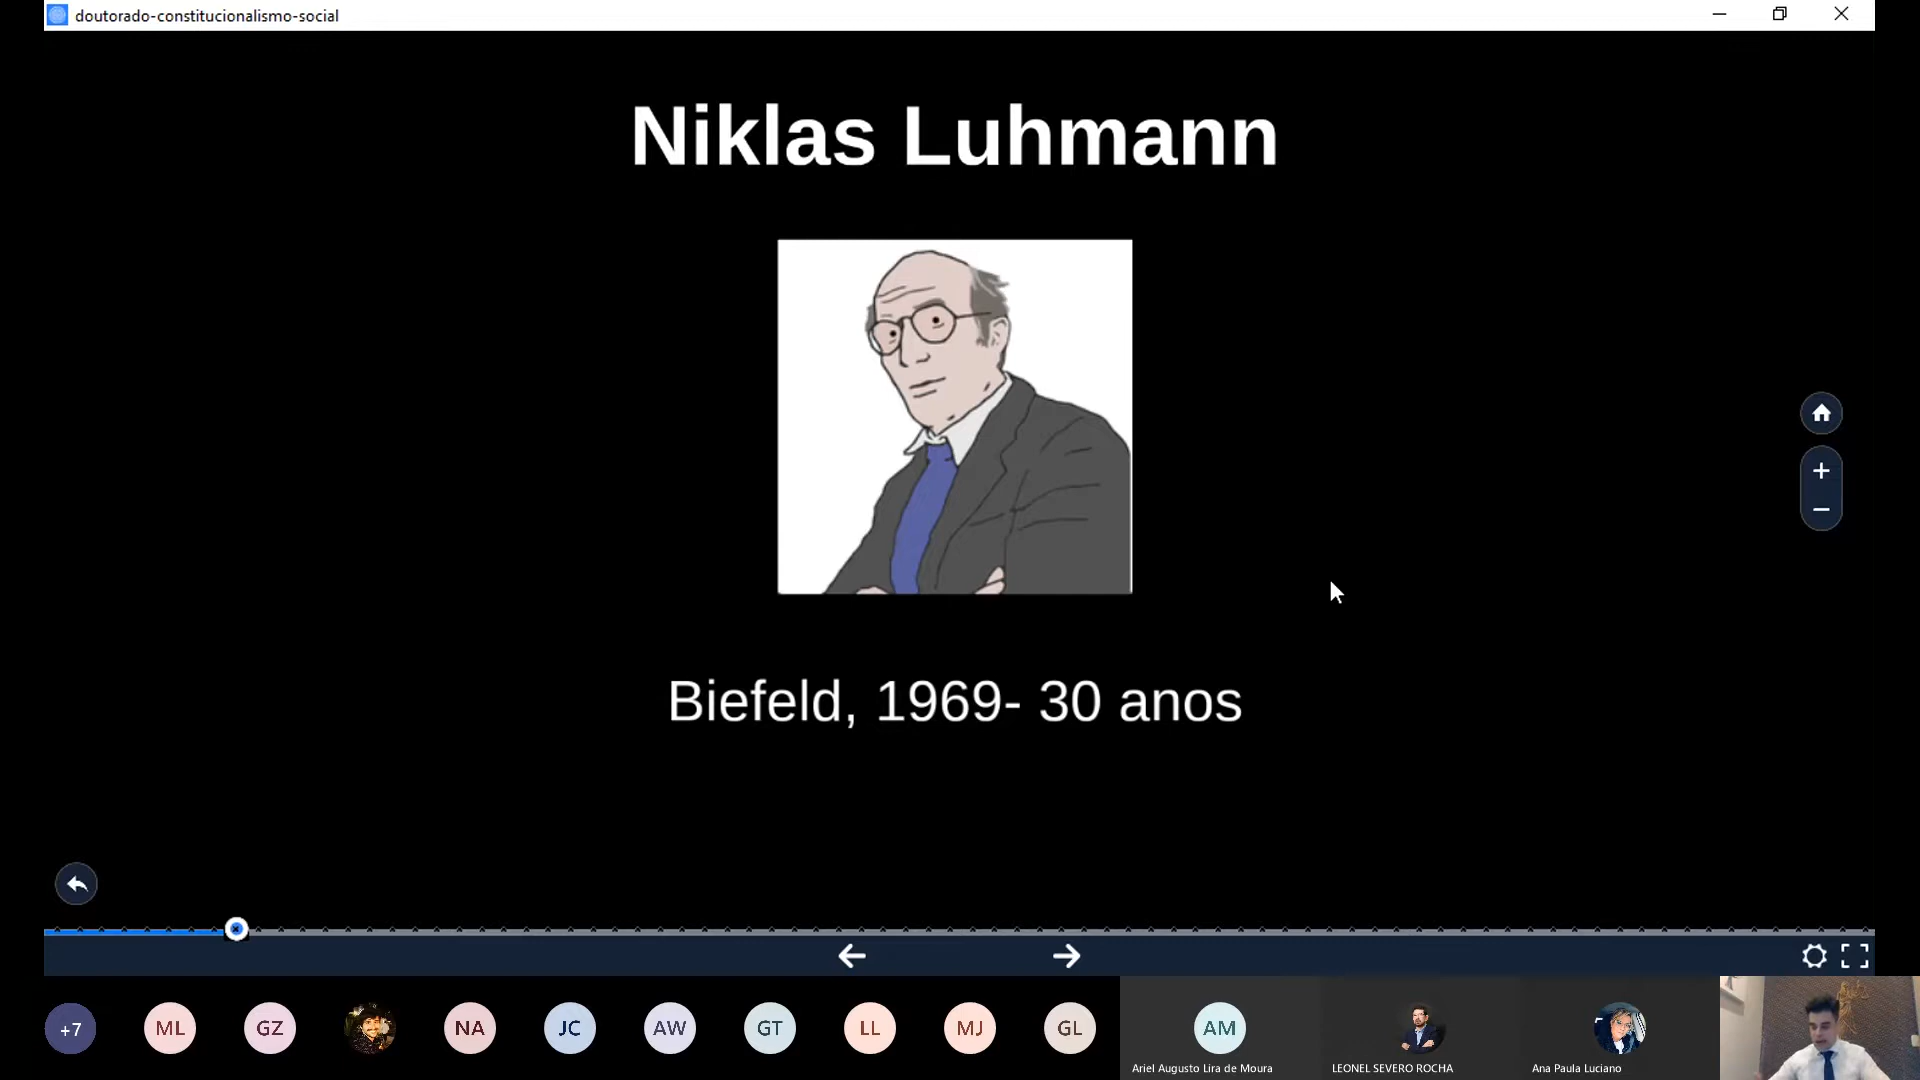 doutorado-constitucionalismo-social
Niklas Luhmann
Biefeld, 1969- 30 anos
+7
ML
GZ
NA
JC
AW
GT
LL
MJ
GL
AM
Ariel Augusto Lira de Moura
LEONEL SEVERO ROCHA
Ana Paula Luciano